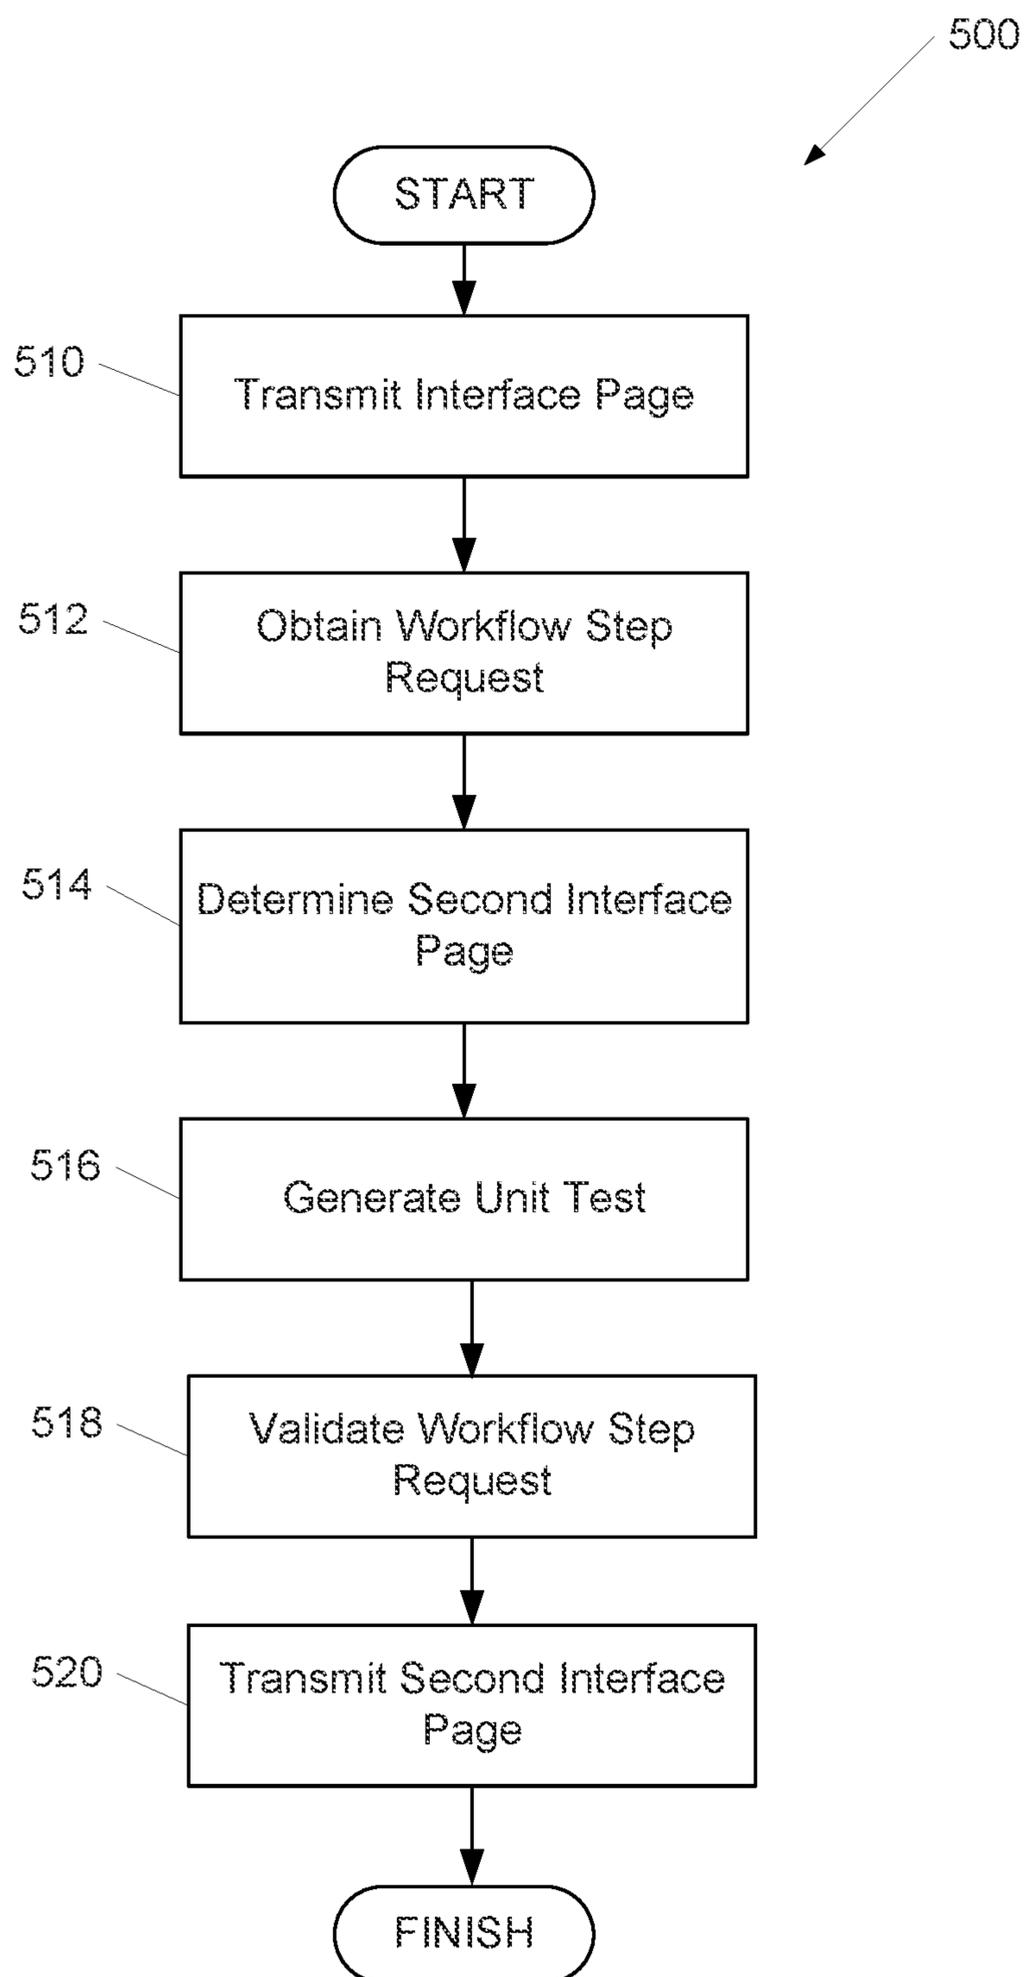 500
START
510
Transmit Interface Page
512
Obtain Workflow Step
Request
514
Determine Second Interface
Page
516
Generate Unit Test
518
Validate Workflow Step
Request
520
Transmit Second Interface
Page
FINISH